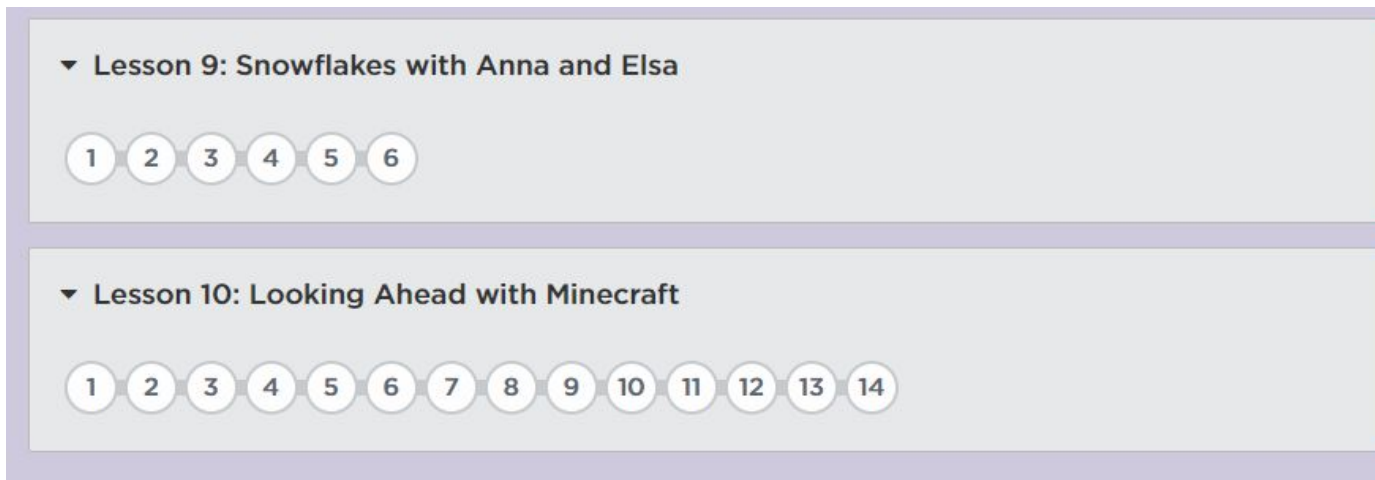 Lesson 9: Snowflakes with Anna and Elsa
1 2 3 4 5 6
Lesson 10: Looking Ahead with Minecraft
1 2 3 4 5 6 7 8 9 10 11 12 13 14